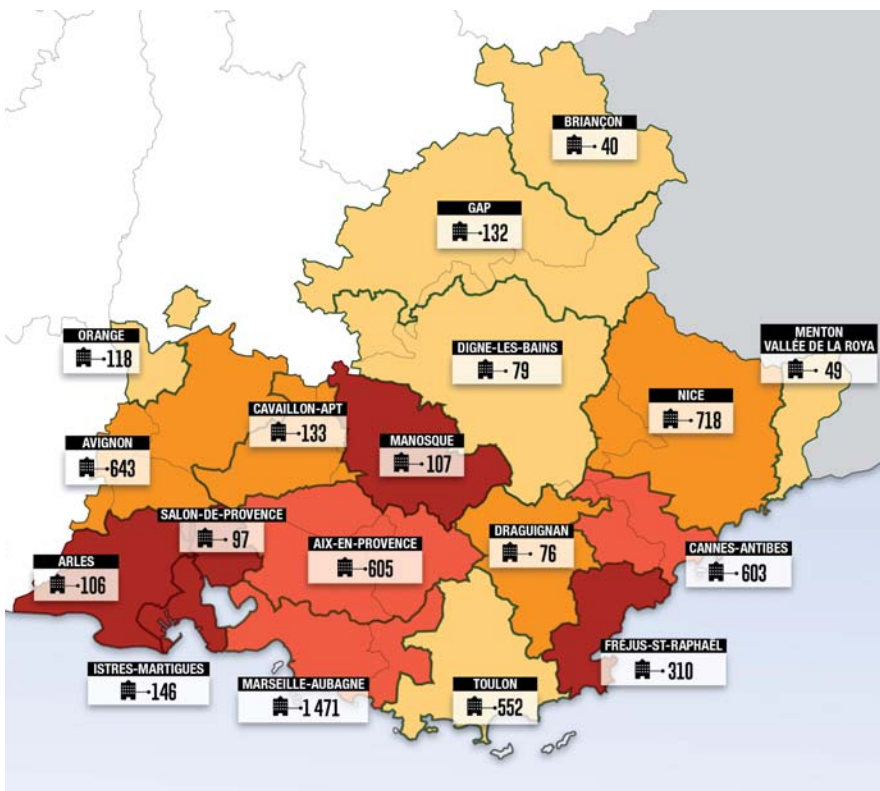 BRIANÇON
40
GAP
132
ORANGE
118
DIGNE-LES-BAINS
79
MENTON
VALLÉE DE LA ROYA
49
CAVAILLON-APT
133
NICE
718
AVIGNON
643
MANOSQUE
107
SALON-DE-PROVENCE
97
AIX-EN-PROVENCE
605
DRAGUIGNAN
76
CANNES-ANTIBES
603
ARLES
106
FRÉJUS-ST-RAPHAËL
310
ISTRES-MARTIGUES
146
MARSEILLE-AUBAGNE
1 471
TOULON
552